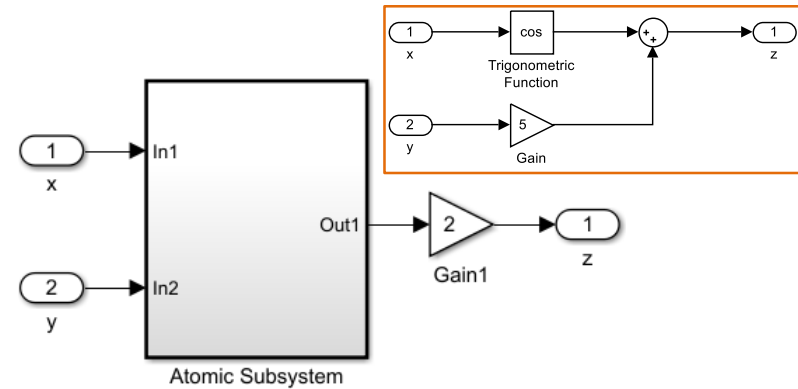 1
cos
+
+
1
x
Trigonometric
Function
z
2
5
y
Gain
1
In1
x
Out1
2
1
Gain1
z
2
In2
y
Atomic Subsystem